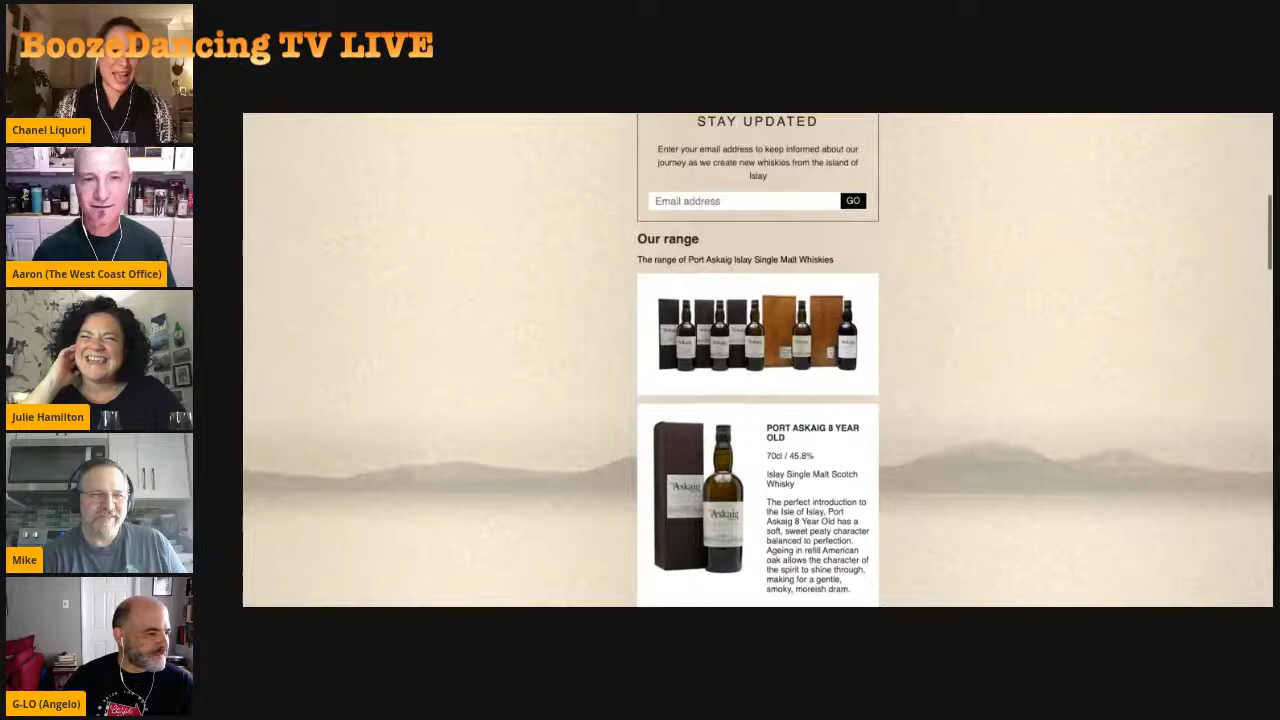 BoozeDancing TV LIVE
Chanel Liquori
Aaron (The West Coast Office)
Julie Hamilton
Mike
G-LO (Angelo)
STAY UPDATED
Enter your email address to keep informed about our
journey as we create new whiskies from the island of
Islay
Email address
GO
Our range
The range of Port Askaig Islay Single Malt Whiskies
Askaig
Askaig
PORT ASKAIG 8 YEAR
OLD
70cl / 45.8%
Islay Single Malt Scotch
Whisky
The perfect introduction to
the Isle of Islay, Port
Askaig 8 Year Old has a
soft, sweet peaty character
balanced to perfection.
Ageing in refill American
oak allows the character of
the spirit to shine through,
making for a gentle,
smoky, moreish dram.